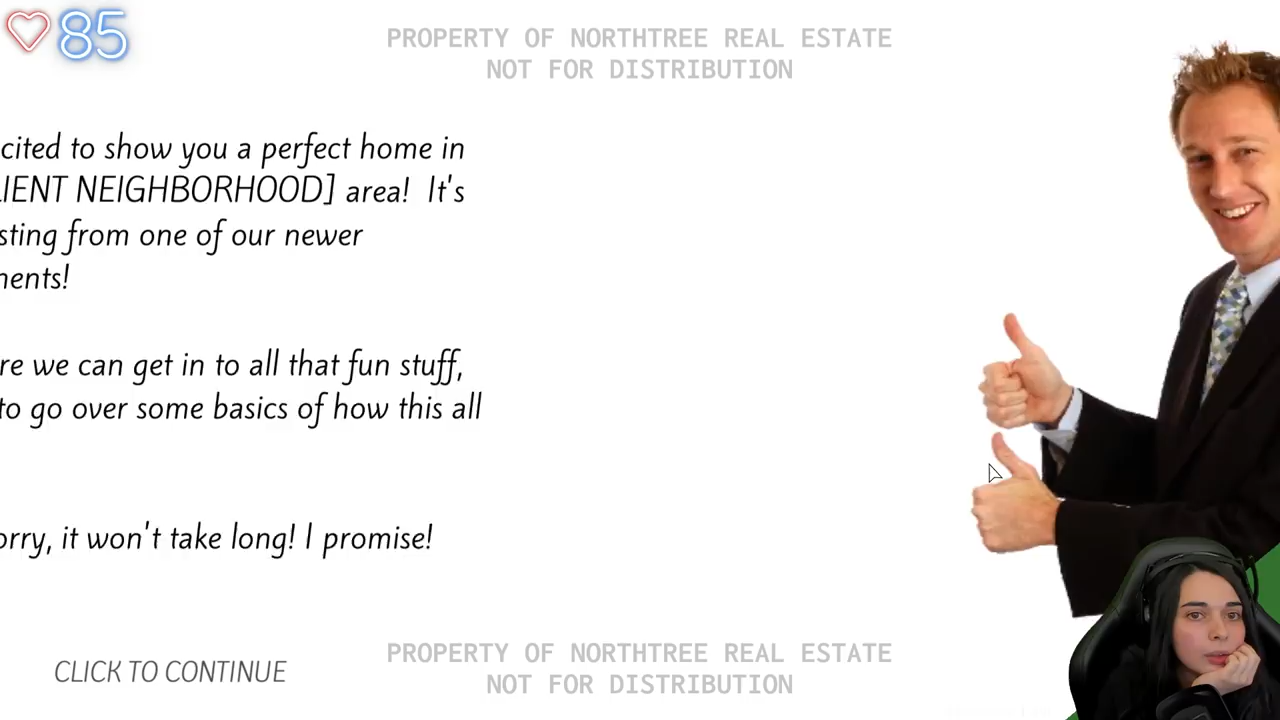 85
PROPERTY OF NORTHTREE REAL ESTATE
NOT FOR DISTRIBUTION
cited to show you a perfect home in
LIENT NEIGHBORHOOD] area! It's
sting from one of our newer
nents!
re we can get in to all that fun stuff,
to go over some basics of how this all
orry, it won't take long! I promise!
CLICK TO CONTINUE
PROPERTY OF NORTHTREE REAL ESTATE
NOT FOR DISTRIBUTION